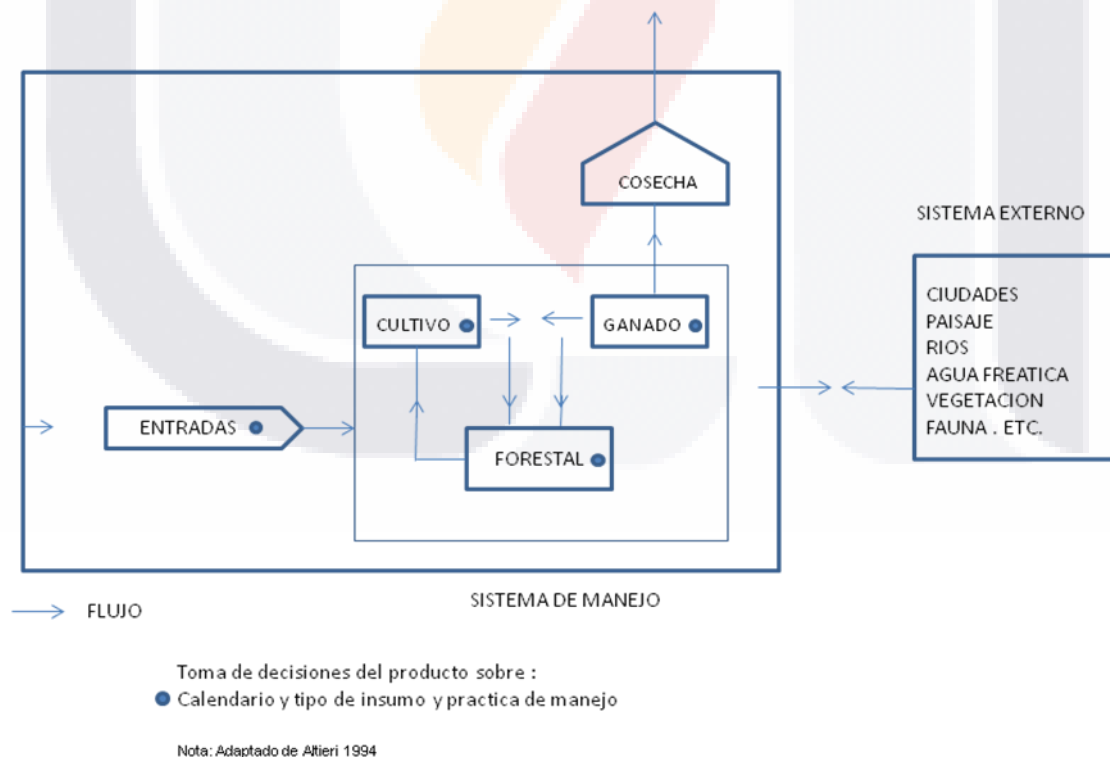 COSECHA
SISTEMA EXTERNO
CIUDADES
PAISAJE
RIOS
AGUA FREATICA
VEGETACION
FAUNA . ETC.
CULTIVO
GANADO
ENTRADAS
FORESTAL
SISTEMA DE MANEJO
FLUJO
Toma de decisiones del producto sobre :
Calendario y tipo de insumo y practica de manejo
Nota: Adaptado de Altieri 1994